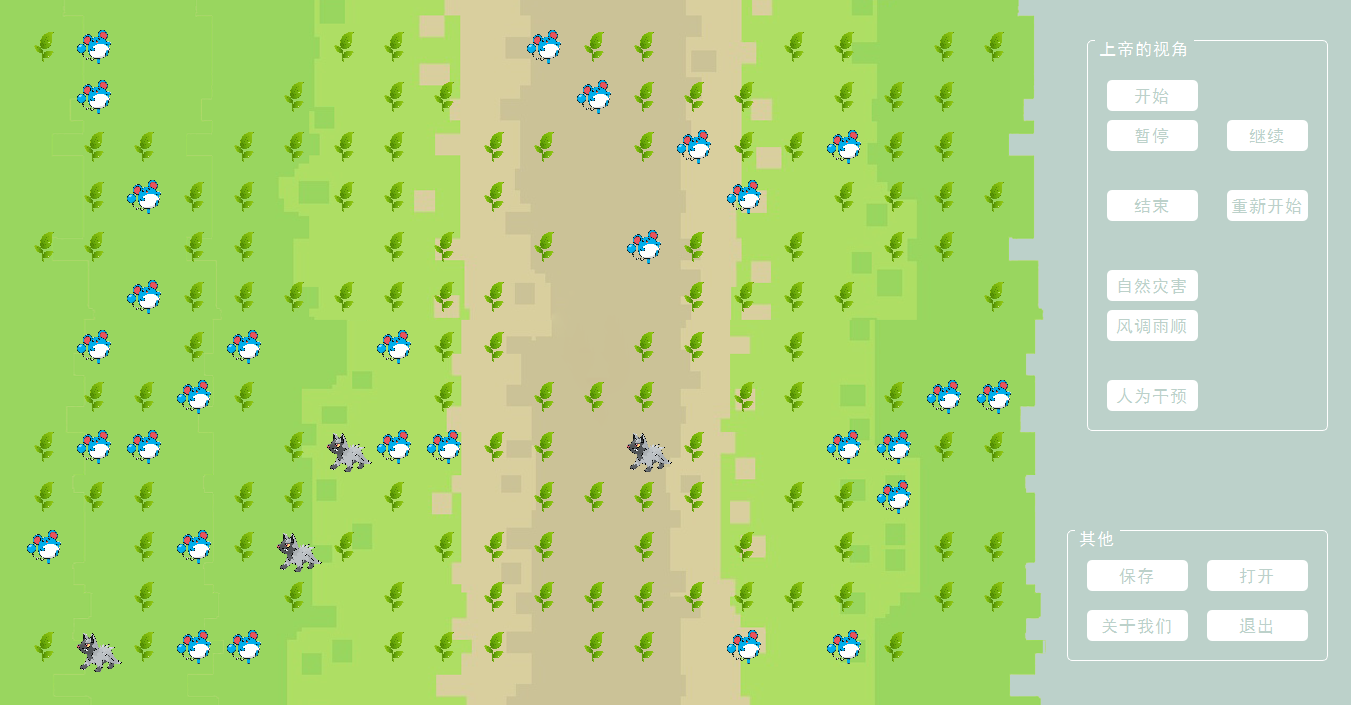 上帝的视角
开始
暂停 继续
结束 重新开始
自然灾害
风调雨顺
人为干预
其他
保存 打开
关于我们 退出